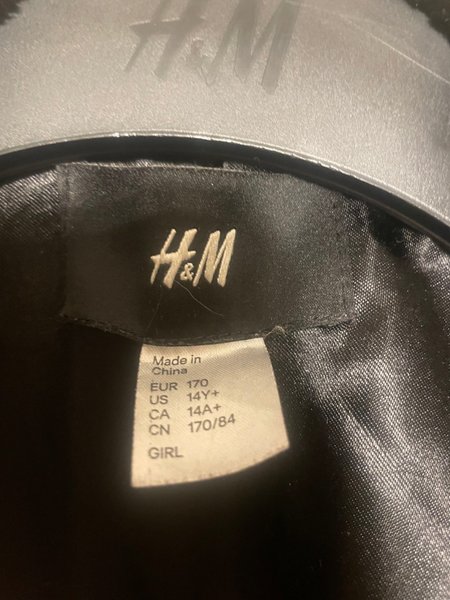 H&M
H&M
Made in
China
EUR 170
US 14Y+
CA 14A+
CN 170/84
GIRL